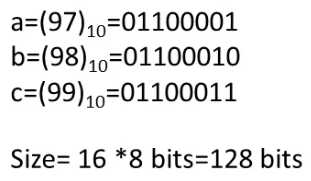 a=(97)₁₀=01100001
b=(98)₁₀=01100010
c=(99)₁₀=01100011
Size= 16 *8 bits=128 bits